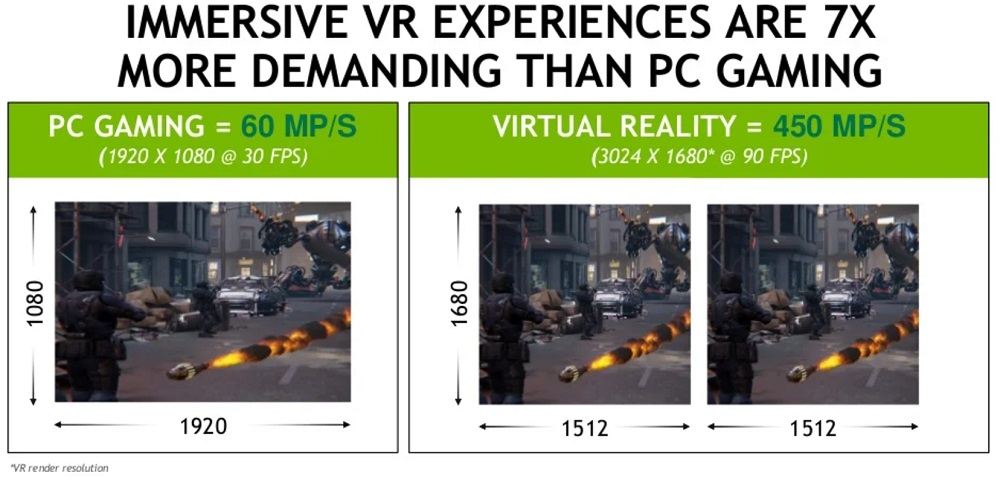 IMMERSIVE VR EXPERIENCES ARE 7X
MORE DEMANDING THAN PC GAMING
PC GAMING = 60 MP/S
(1920 X 1080 @ 30 FPS)
VIRTUAL REALITY = 450 MP/S
(3024 X 1680* @ 90 FPS)
1080
1920
1680
1512
1512
*VR render resolution